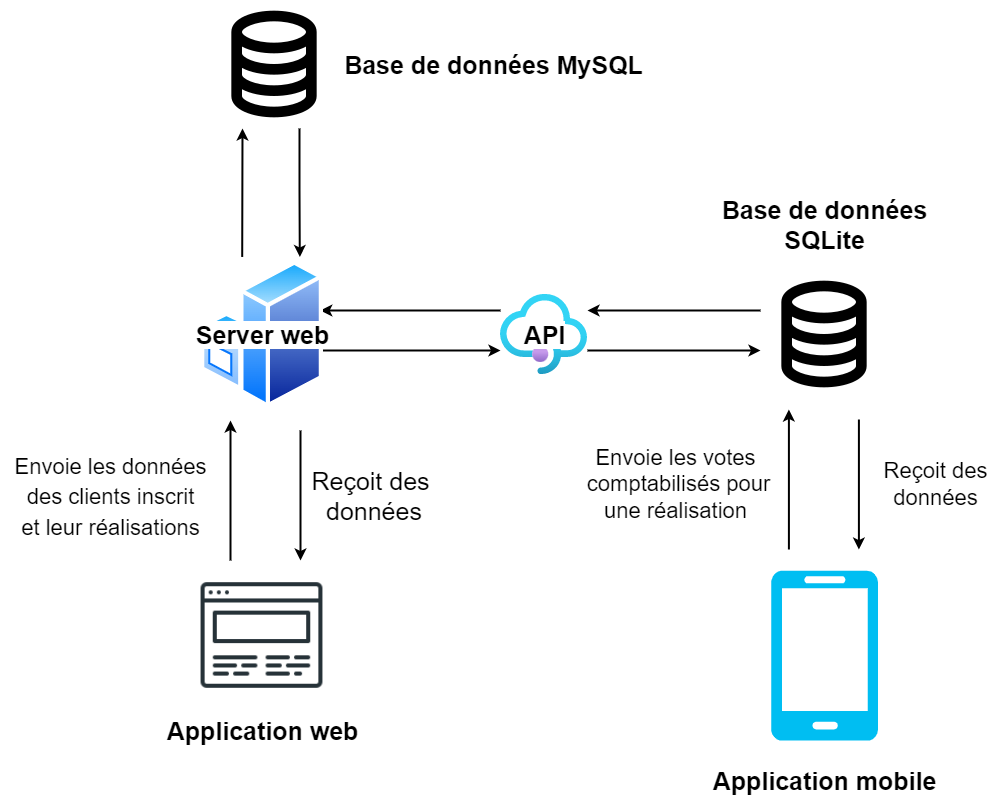 Base de données MySQL
Base de données
SQLite
Server web
API
Envoie les données
des clients inscrit
et leur réalisations
Reçoit des
données
Envoie les votes
comptabilisés pour
une réalisation
Reçoit des
données
Application web
Application mobile